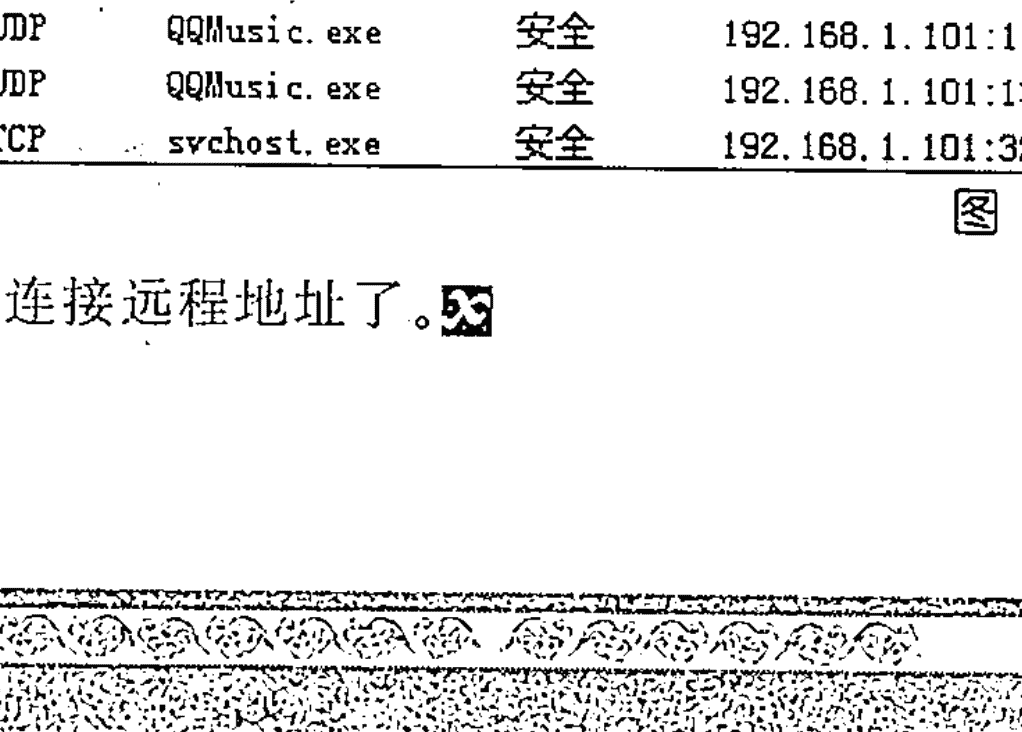 UDP QQMusic.exe 安全 192.168.1.101:1
UDP QQMusic.exe 安全 192.168.1.101:1
TCP svchost.exe 安全 192.168.1.101:32
图
连接远程地址了。